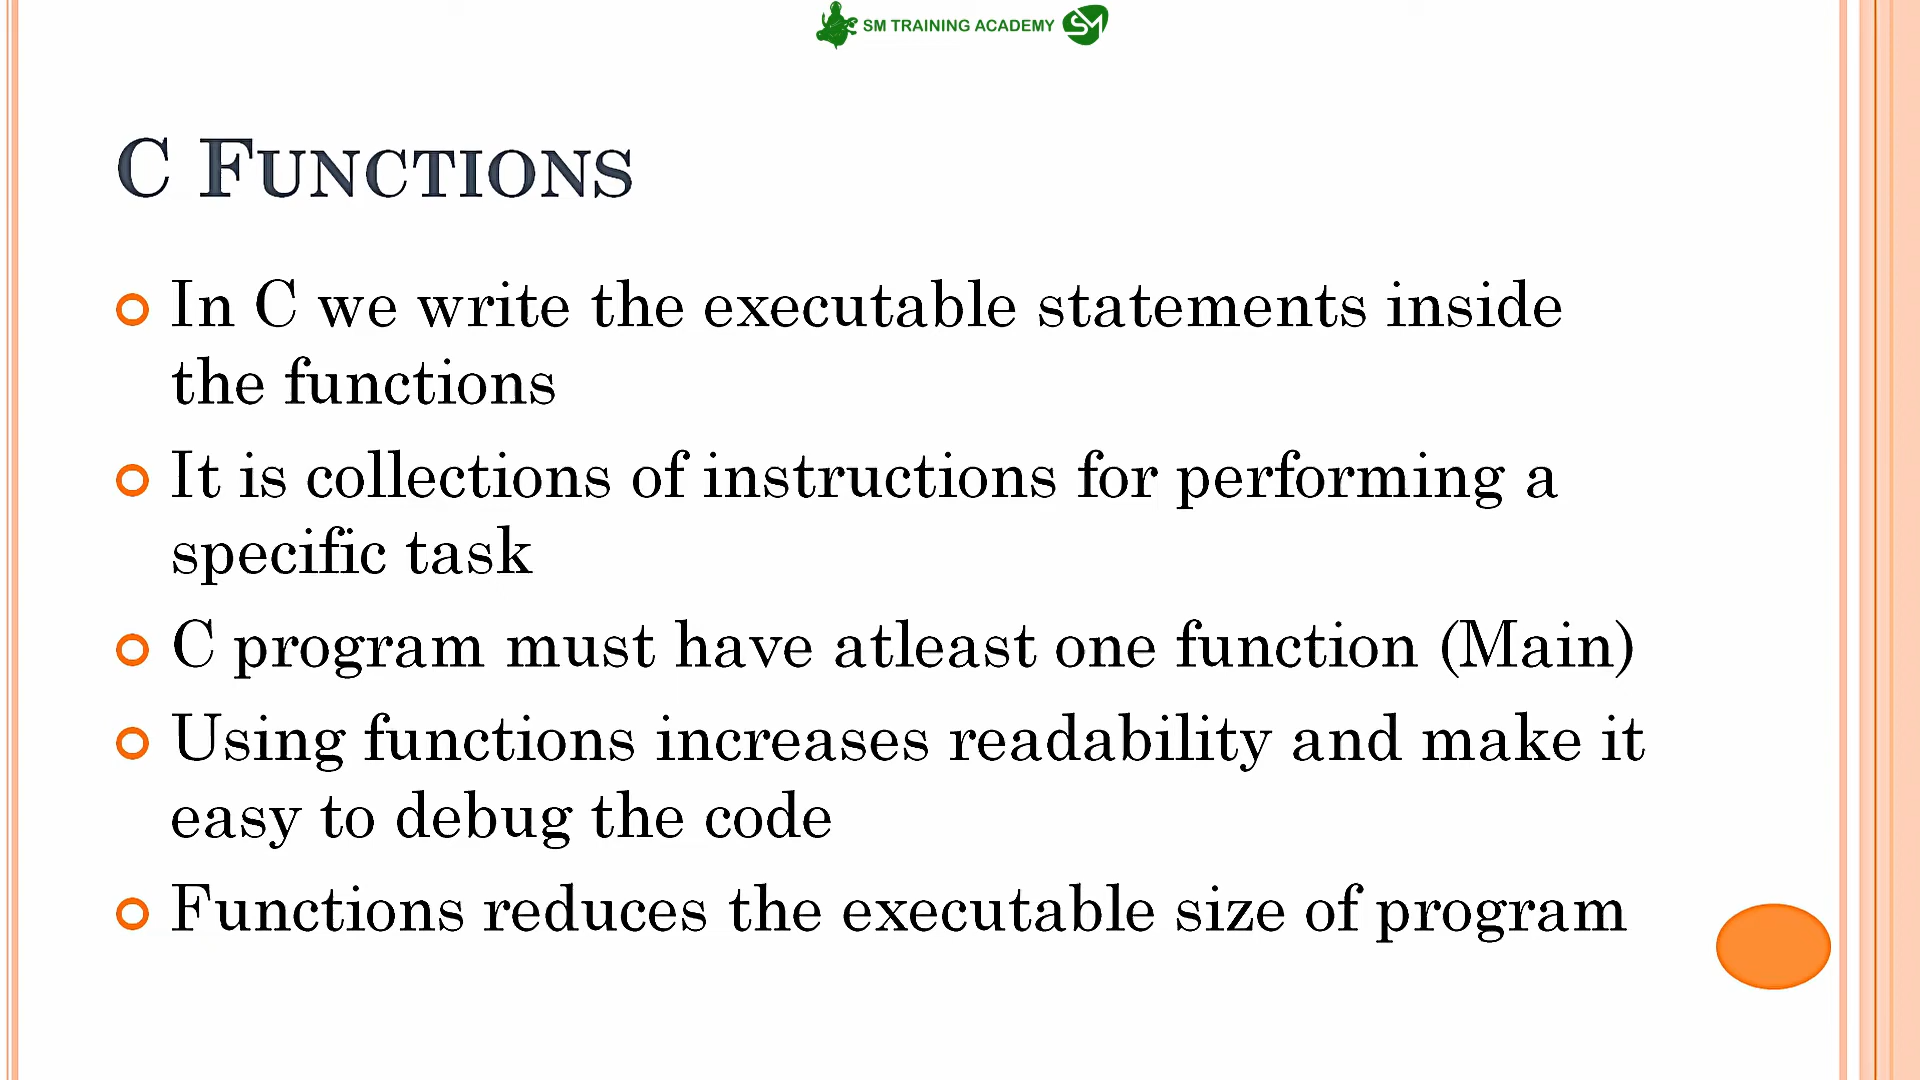 SM TRAINING ACADEMY SM
C FUNCTIONS
In C we write the executable statements inside
the functions
It is collections of instructions for performing a
specific task
C program must have atleast one function (Main)
Using functions increases readability and make it
easy to debug the code
Functions reduces the executable size of program